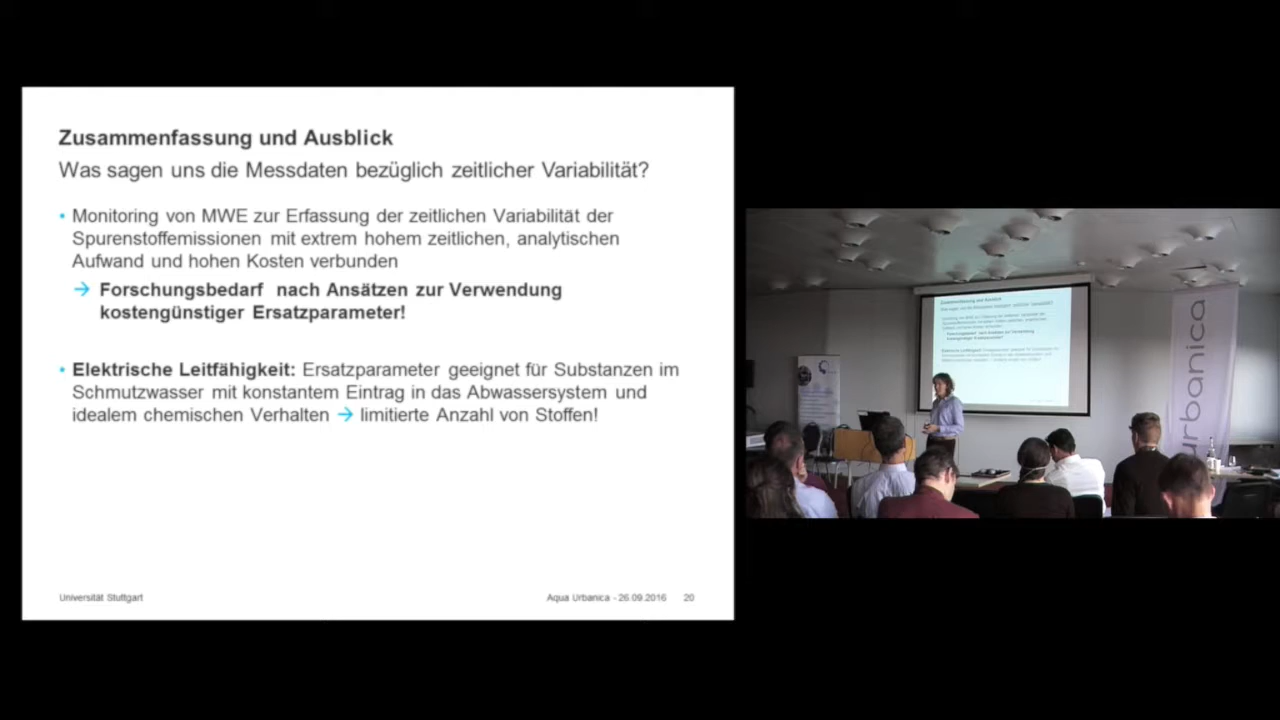 Zusammenfassung und Ausblick
Was sagen uns die Messdaten bezüglich zeitlicher Variabilität?
• Monitoring von MWE zur Erfassung der zeitlichen Variabilität der
Spurenstoffemissionen mit extrem hohem zeitlichen, analytischen
Aufwand und hohen Kosten verbunden
→ Forschungsbedarf nach Ansätzen zur Verwendung
kostengünstiger Ersatzparameter!
• Elektrische Leitfähigkeit: Ersatzparameter geeignet für Substanzen im
Schmutzwasser mit konstantem Eintrag in das Abwassersystem und
idealem chemischen Verhalten → limitierte Anzahl von Stoffen!
Universität Stuttgart
Aqua Urbanica - 26.09.2016 20
urbanica